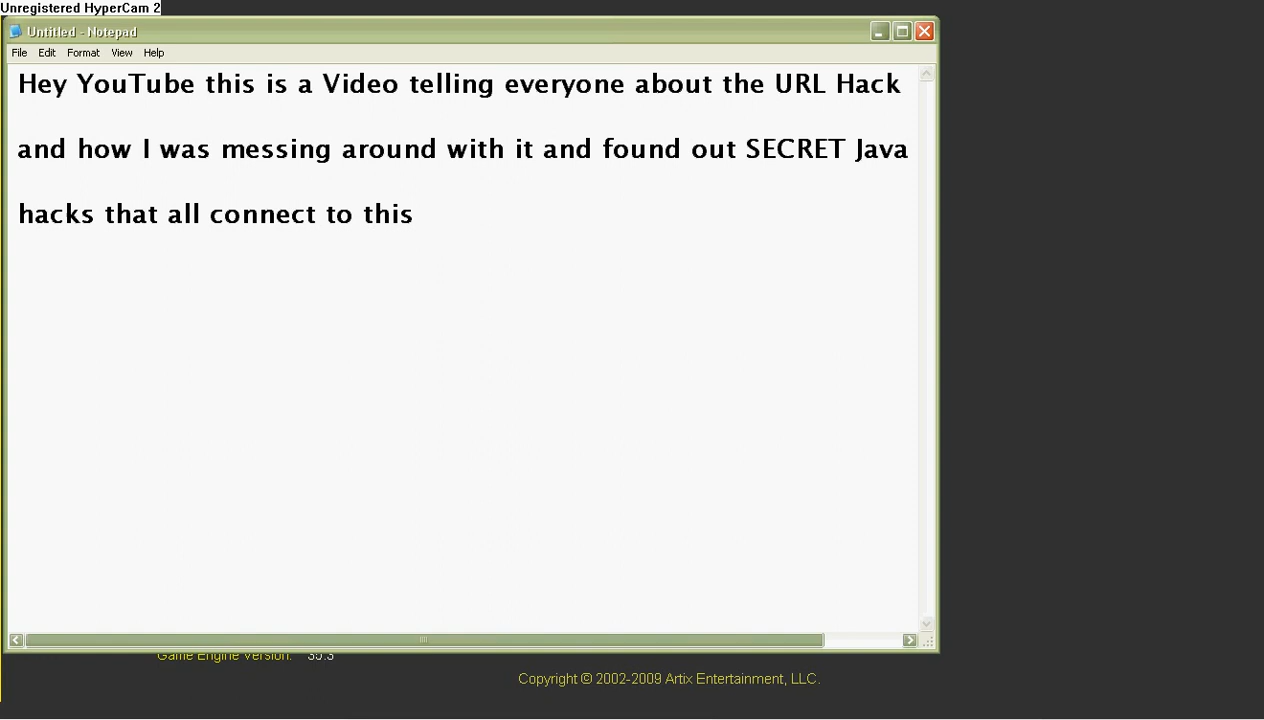 Unregistered HyperCam 2
Untitled - Notepad
File Edit Format View Help
Hey YouTube this is a Video telling everyone about the URL Hack
and how I was messing around with it and found out SECRET Java
hacks that all connect to this
Game Engine Version: 35.3
Copyright © 2002-2009 Artix Entertainment, LLC.